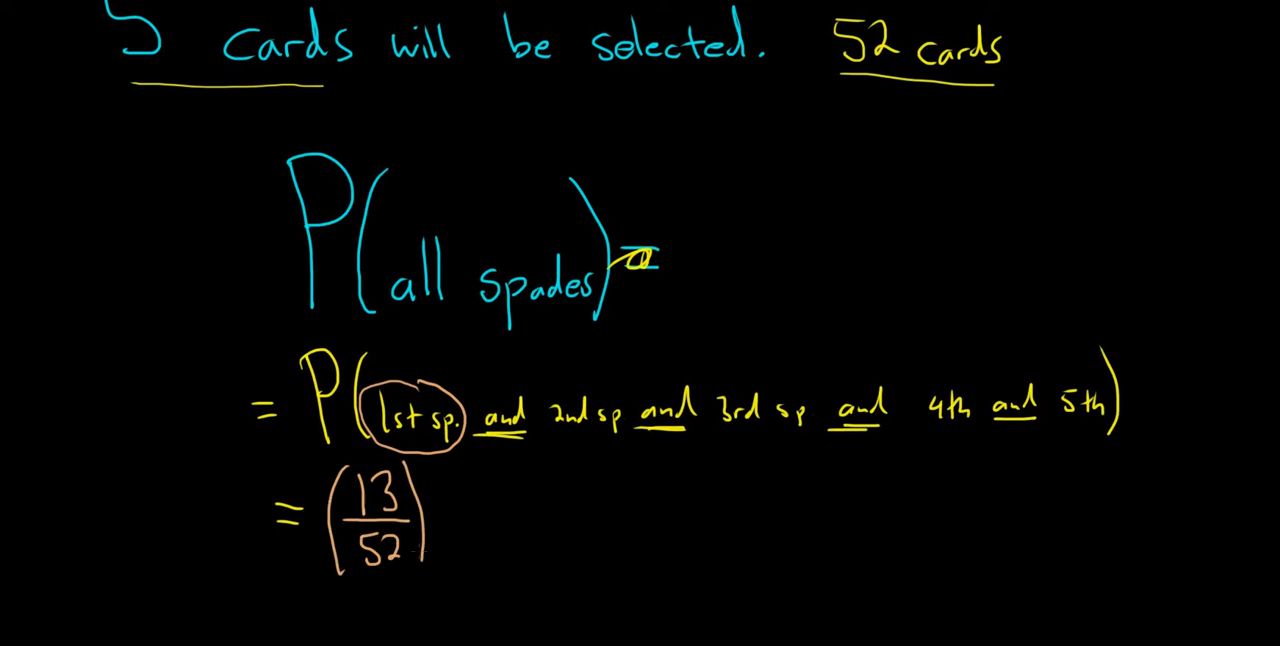 5 cards will be selected. 52 cards
P(all spades)=
= P(1st sp. and 2nd sp and 3rd sp and 4th and 5th)
= (13/52)